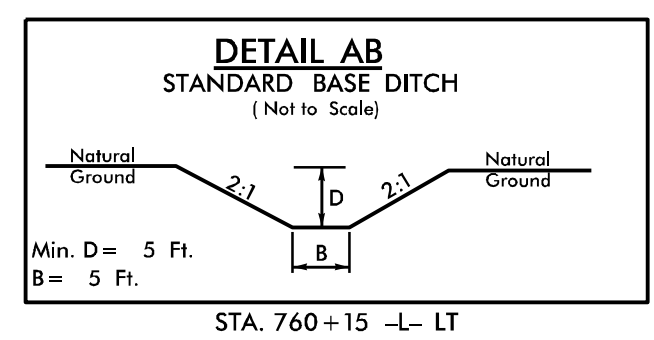 DETAIL AB
STANDARD BASE DITCH
( Not to Scale)
Natural
Ground
2:1
D
2:1
Natural
Ground
B
Min. D = 5 Ft.
B = 5 Ft.
STA. 760+15 -L- LT